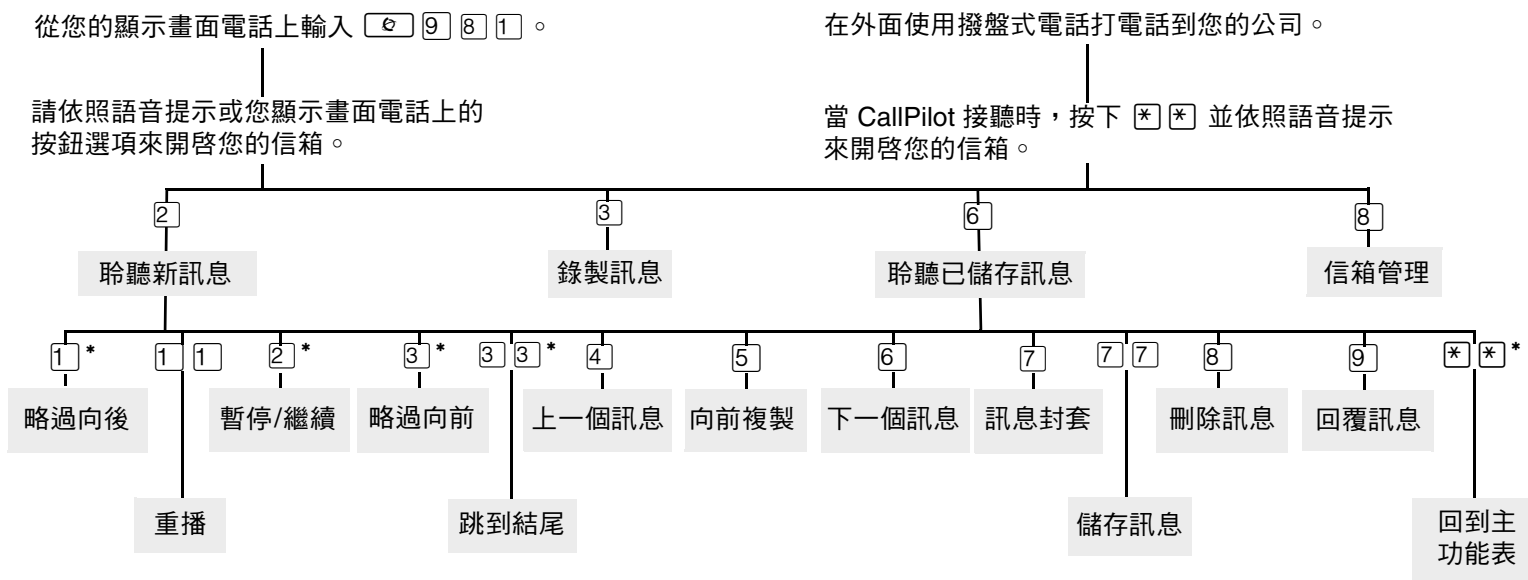 從您的顯示畫面電話上輸入 9 8 1 。
在外面使用撥盤式電話打電話到您的公司。
請依照語音提示或您顯示畫面電話上的
按鈕選項來開啓您的信箱。
當 CallPilot 接聽時，按下 * * 並依照語音提示
來開啓您的信箱。
2 3 6 8
聆聽新訊息 錄製訊息 聆聽已儲存訊息 信箱管理
1 * 1 1 2 * 3 * 3 3 * 4 5 6 7 7 7 8 9 * * *
略過向後 暫停/繼續 略過向前 上一個訊息 向前複製 下一個訊息 訊息封套 刪除訊息 回覆訊息
重播 跳到結尾 儲存訊息 回到主
功能表